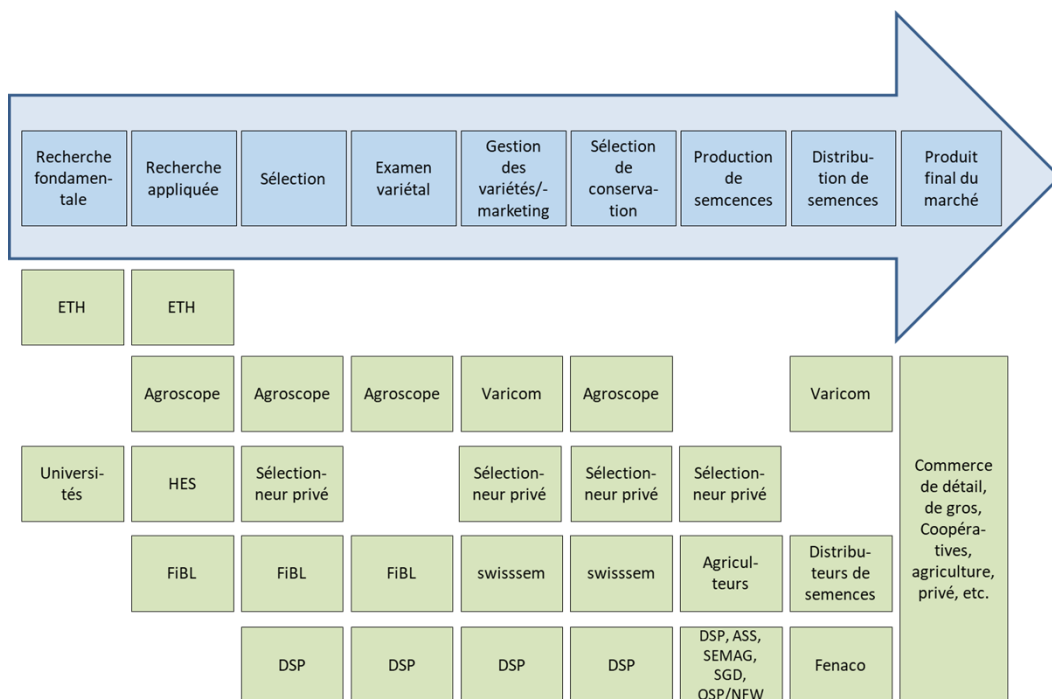 Recherche
fondamen-
tale
Recherche
appliquée
Sélection
Examen
variétal
Gestion
des
variétés/-
marketing
Sélection
de
conserva-
tion
Production
de
semcences
Distribu-
tion de
semences
Produit
final du
marché
ETH
ETH
Agroscope
Agroscope
Agroscope
Varicom
Agroscope
Varicom
Commerce
de détail,
de gros,
Coopéra-
tives,
agriculture,
privé, etc.
Universi-
tés
HES
Sélection-
neur privé
Sélection-
neur privé
Sélection-
neur privé
Sélection-
neur privé
FiBL
FiBL
FiBL
swisssem
swisssem
Agricul-
teurs
Distribu-
teurs de
semences
DSP
DSP
DSP
DSP
DSP, ASS,
SEMAG,
SGD,
QSP/NFW
Fenaco